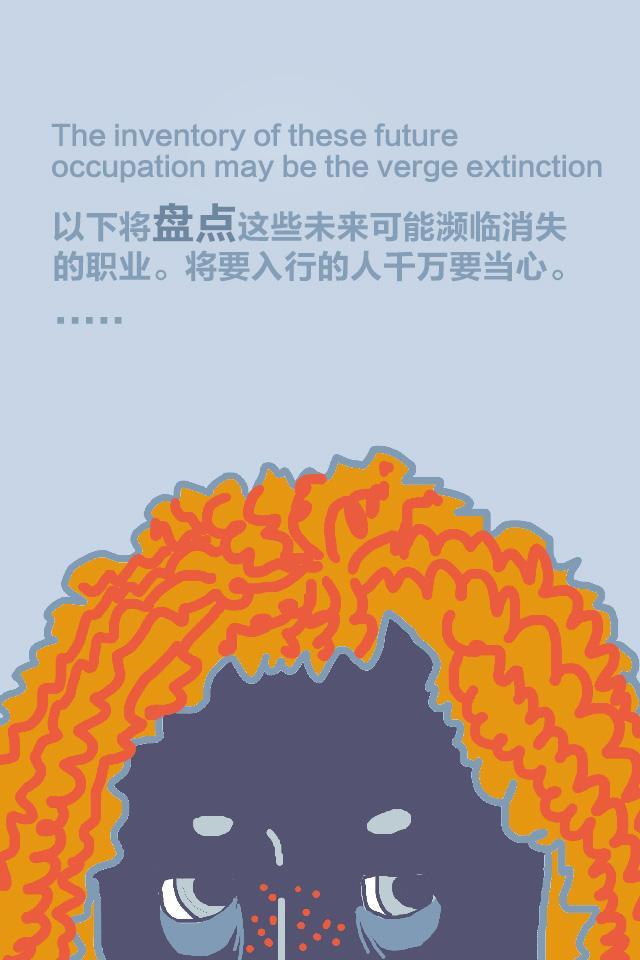 The inventory of these future
occupation may be the verge extinction
以下将盘点这些未来可能濒临消失
的职业。将要入行的人千万要当心。
.....